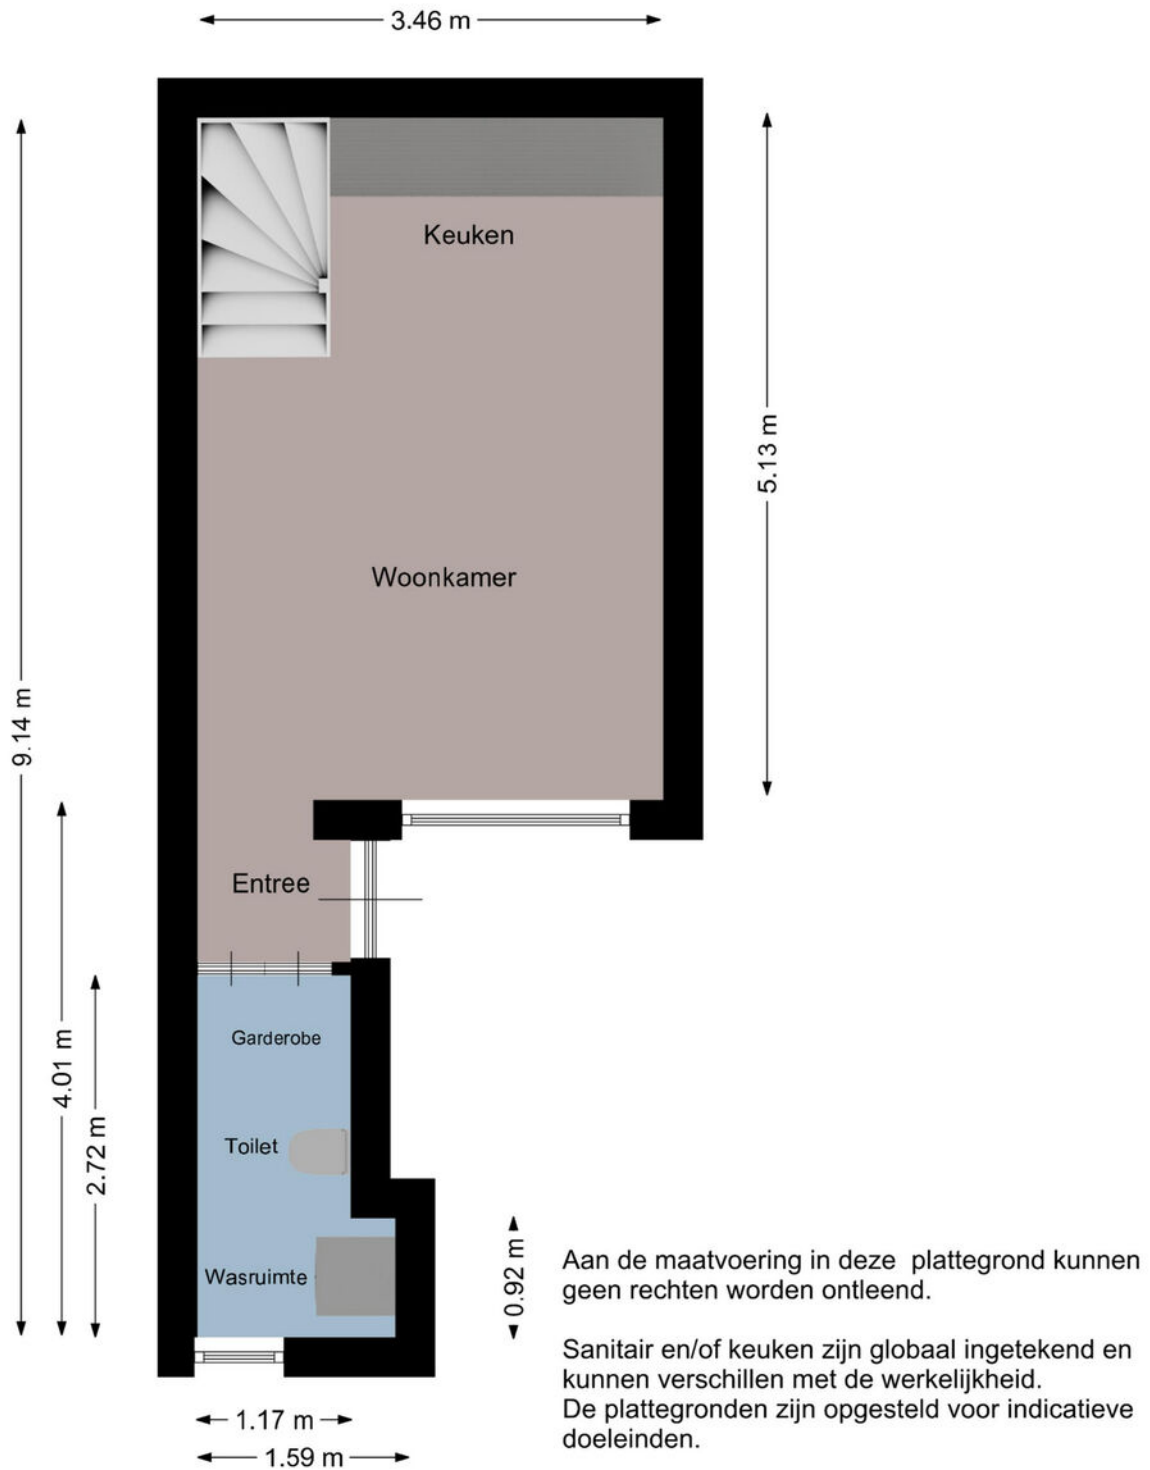 3.46 m
Keuken
5.13 m
Woonkamer
9.14 m
Entree
4.01 m
Garderobe
2.72 m
Toilet
Wasruimte
0.92 m
Aan de maatvoering in deze plattegrond kunnen
geen rechten worden ontleend.
Sanitair en/of keuken zijn globaal ingetekend en
kunnen verschillen met de werkelijkheid.
De plattegronden zijn opgesteld voor indicatieve
doeleinden.
1.17 m
1.59 m